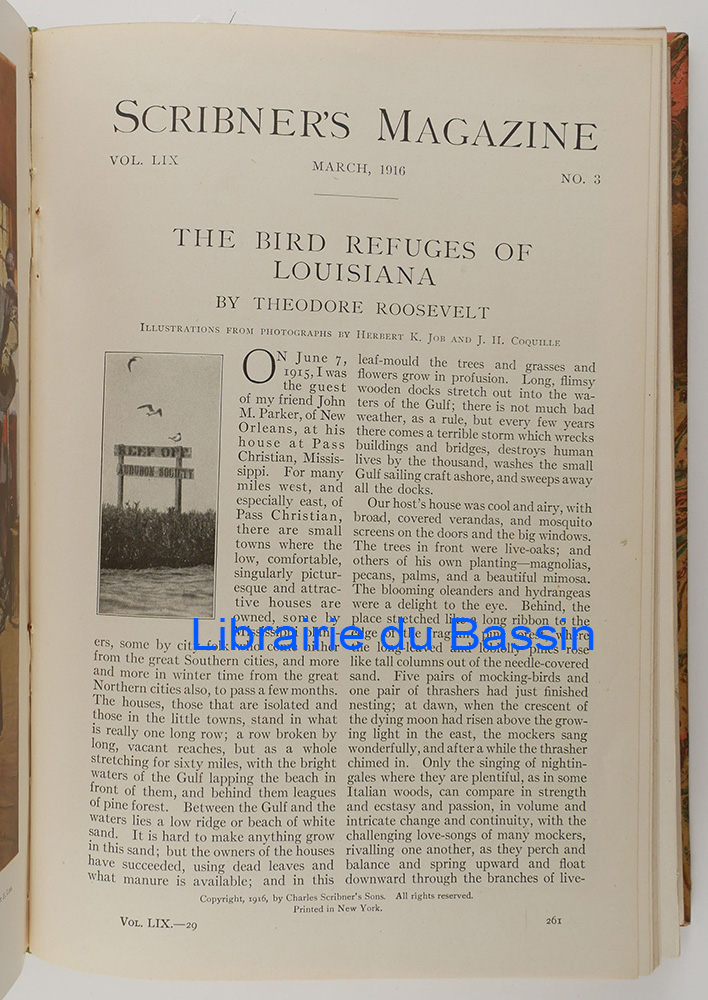 SCRIBNER'S MAGAZINE
VOL. LIX
MARCH, 1916
NO. 3
THE BIRD REFUGES OF
LOUISIANA
BY THEODORE ROOSEVELT
ILLUSTRATIONS FROM PHOTOGRAPHS BY HERBERT K. JOB AND J. H. COQUILLE
KEEP OFF
AUDUBON SOCIETY
ON June 7,
1915, I was
the guest
of my friend John
M. Parker, of New
Orleans, at his
house at Pass
Christian, Missis-
sippi. For many
miles west, and
especially east, of
Pass Christian,
there are small
towns where the
low, comfortable,
singularly pictur-
esque and attrac-
tive houses are
owned, some by
Mississippi
ers, some by city
from the great Southern cities, and more
and more in winter time from the great
Northern cities also, to pass a few months.
The houses, those that are isolated and
those in the little towns, stand in what
is really one long row; a row broken by
long, vacant reaches, but as a whole
stretching for sixty miles, with the bright
waters of the Gulf lapping the beach in
front of them, and behind them leagues
of pine forest. Between the Gulf and the
waters lies a low ridge or beach of white
sand. It is hard to make anything grow
in this sand; but the owners of the houses
have succeeded, using dead leaves and
what manure is available; and in this
leaf-mould the trees and grasses and
flowers grow in profusion. Long, flimsy
wooden docks stretch out into the wa-
ters of the Gulf; there is not much bad
weather, as a rule, but every few years
there comes a terrible storm which wrecks
buildings and bridges, destroys human
lives by the thousand, washes the small
Gulf sailing craft ashore, and sweeps away
all the docks.
Our host's house was cool and airy, with
broad, covered verandas, and mosquito
screens on the doors and the big windows.
The trees in front were live-oaks; and
others of his own planting—magnolias,
pecans, palms, and a beautiful mimosa.
The blooming oleanders and hydrangeas
were a delight to the eye. Behind, the
place stretched like a long ribbon to the
edge of the fragrant pine forest, where
the long-leaved and loblolly pines rose
like tall columns out of the needle-covered
sand. Five pairs of mocking-birds and
one pair of thrashers had just finished
nesting; at dawn, when the crescent of
the dying moon had risen above the grow-
ing light in the east, the mockers sang
wonderfully, and after a while the thrasher
chimed in. Only the singing of nightin-
gales where they are plentiful, as in some
Italian woods, can compare in strength
and ecstasy and passion, in volume and
intricate change and continuity, with the
challenging love-songs of many mockers,
rivalling one another, as they perch and
balance and spring upward and float
downward through the branches of live-
Librairie du Bassin
Copyright, 1916, by Charles Scribner's Sons. All rights reserved.
Printed in New York.
VOL. LIX.—29
261